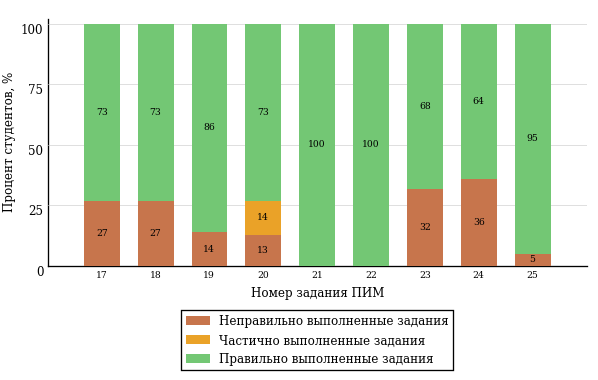 100
75
50
25
0
Процент студентов, %
73 73 86 73 100 100 68 64 95
14
27 27 14 13 32 36 5
17 18 19 20 21 22 23 24 25
Номер задания ПИМ
Неправильно выполненные задания
Частично выполненные задания
Правильно выполненные задания